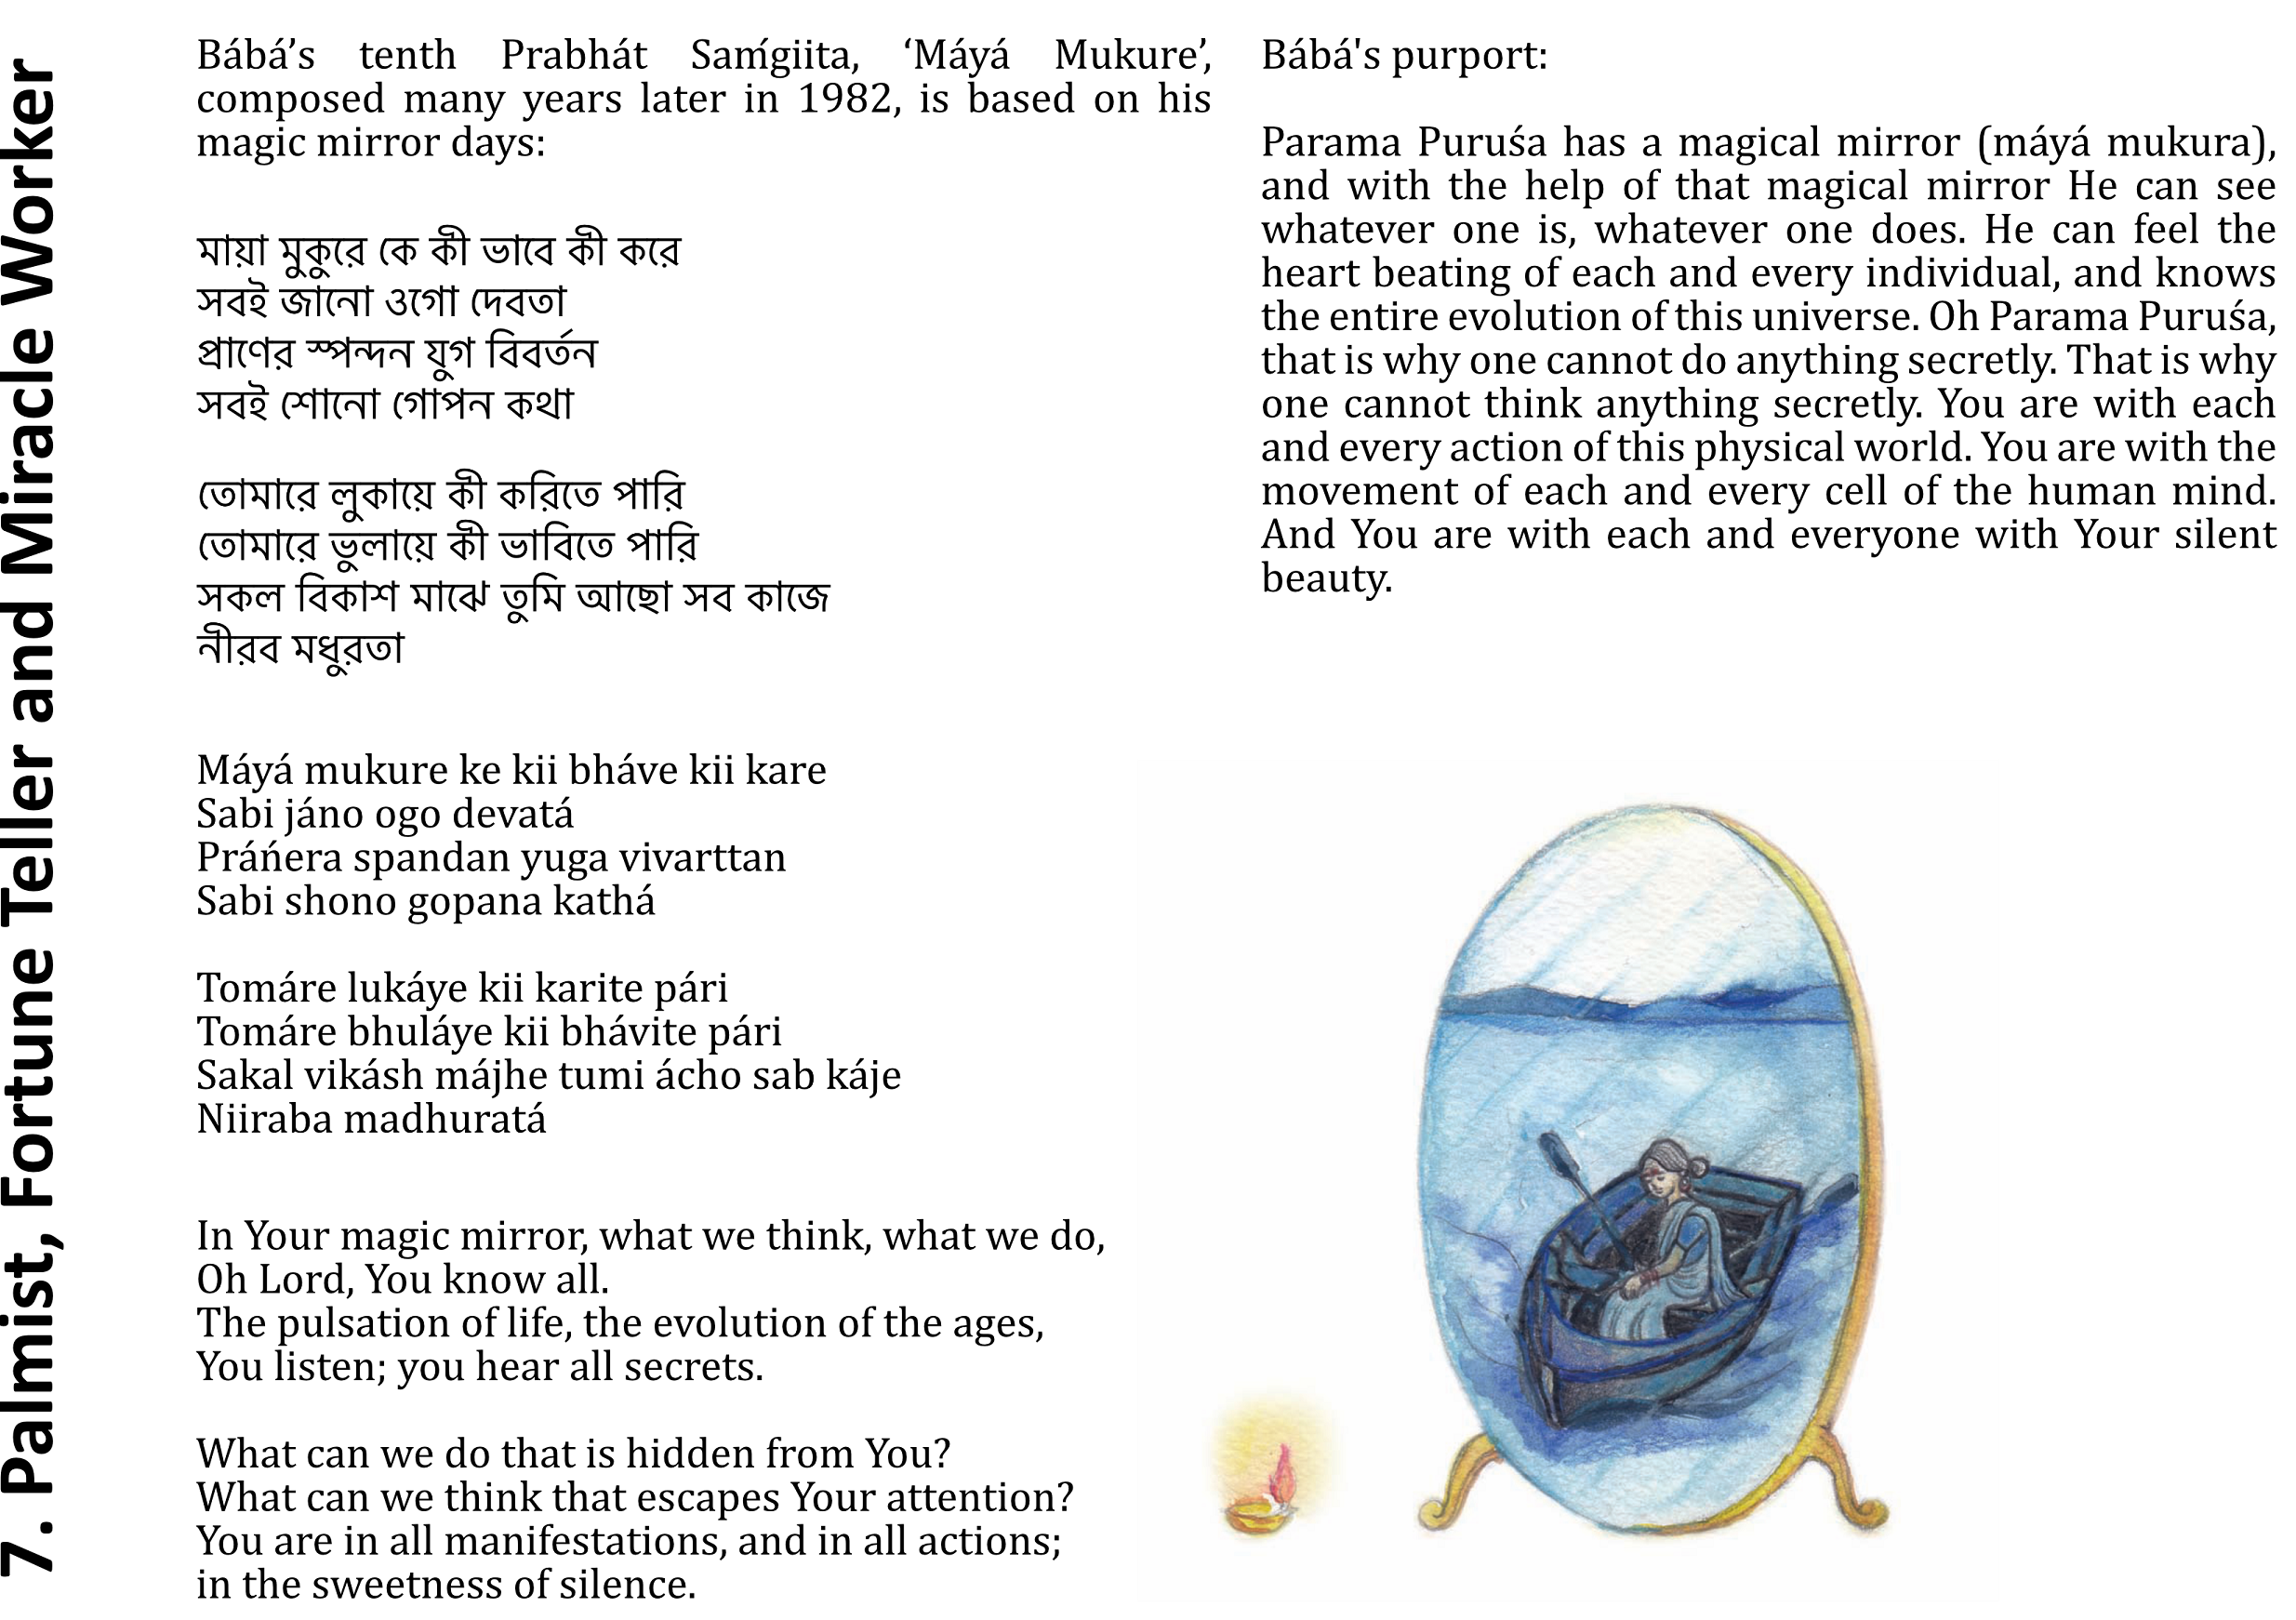 7. Palmist, Fortune Teller and Miracle Worker
Bábá’s tenth Prabhát Saḿgiita, ‘Máyá Mukure’,
composed many years later in 1982, is based on his
magic mirror days:
মায়া মুকুরে কে কী ভাবে কী করে
সবই জানো ওগো দেবতা
প্রাণের স্পন্দন যুগ বিবর্তন
সবই শোনো গোপন কথা
তোমারে লুকায়ে কী করিতে পারি
তোমারে ভুলায়ে কী ভাবিতে পারি
সকল বিকাশ মাঝে তুমি আছো সব কাজে
নীরব মধুরতা
Máyá mukure ke kii bháve kii kare
Sabi jáno ogo devatá
Práńera spandan yuga vivarttan
Sabi shono gopana kathá
Tomáre lukáye kii karite pári
Tomáre bhuláye kii bhávite pári
Sakal vikásh májhe tumi ácho sab káje
Niiraba madhuratá
In Your magic mirror, what we think, what we do,
Oh Lord, You know all.
The pulsation of life, the evolution of the ages,
You listen; you hear all secrets.
What can we do that is hidden from You?
What can we think that escapes Your attention?
You are in all manifestations, and in all actions;
in the sweetness of silence.
Bábá's purport:
Parama Puruśa has a magical mirror (máyá mukura),
and with the help of that magical mirror He can see
whatever one is, whatever one does. He can feel the
heart beating of each and every individual, and knows
the entire evolution of this universe. Oh Parama Puruśa,
that is why one cannot do anything secretly. That is why
one cannot think anything secretly. You are with each
and every action of this physical world. You are with the
movement of each and every cell of the human mind.
And You are with each and everyone with Your silent
beauty.